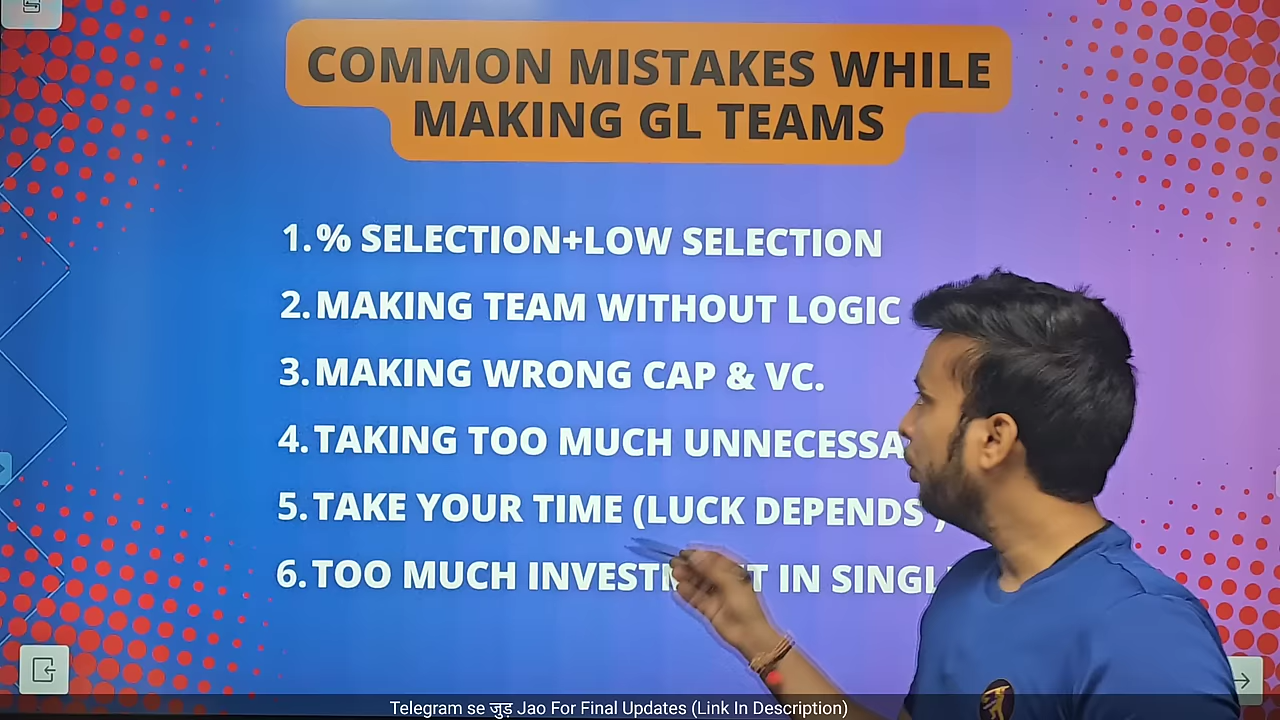 COMMON MISTAKES WHILE
MAKING GL TEAMS
1. % SELECTION+LOW SELECTION
2. MAKING TEAM WITHOUT LOGIC
3. MAKING WRONG CAP & VC.
4. TAKING TOO MUCH
5. TAKE YOUR TIME (LUCK DEPENDS )
6. TOO MUCH IN
Telegram se जुड़ Jao For Final Updates (Link In Description)